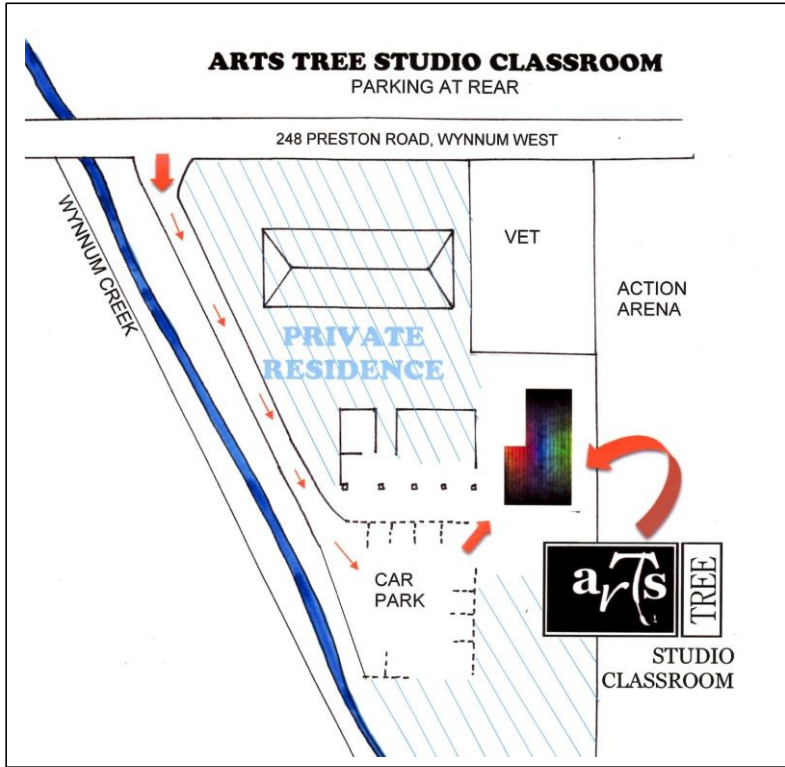 ARTS TREE STUDIO CLASSROOM
PARKING AT REAR
248 PRESTON ROAD, WYNNUM WEST
WYNNUM CREEK
VET
ACTION
ARENA
PRIVATE
RESIDENCE
CAR
PARK
arTs
TREE
STUDIO
CLASSROOM